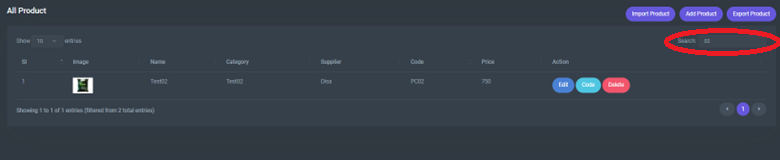 All Product
Import Product Add Product Export Product
Show 10 entries
Search: 02
Sl Image Name Category Supplier Code Price Action
1 Test02 Test02 PC02 750 Edit Code Delete
Showing 1 to 1 of 1 entries (filtered from 2 total entries)
1